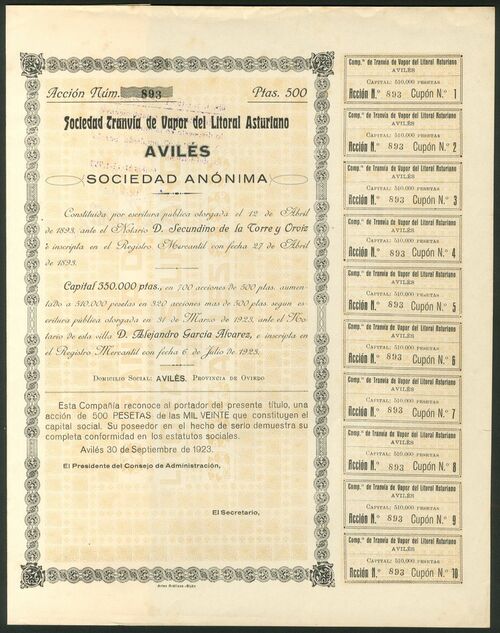 Acción Núm. 893 Ptas. 500
Sociedad Tranvía de Vapor del Litoral Asturiano
AVILÉS
SOCIEDAD ANÓNIMA
Constituída por escritura pública otorgada el 12 de Abril
de 1893, ante el Notario D. Secundino de la Torre y Orviz
e inscripta en el Registro Mercantil con fecha 27 de Abril
de 1893.
Capital 350.000 ptas., en 700 acciones de 500 ptas. aumen-
tado a 510.000 pesetas en 320 acciones mas de 500 ptas. segun es-
critura pública otorgada en 31 de Marzo de 1923, ante el No-
tario de esta villa D. Alejandro García Alvarez, e inscripta en
el Registro Mercantil con fecha 6 de Julio de 1923.
Domicilio Social: AVILÉS. Provincia de Oviedo
Esta Compañía reconoce al portador del presente título, una
acción de 500 PESETAS de las MIL VEINTE que constituyen el
capital social. Su poseedor en el hecho de serlo demuestra su
completa conformidad en los estatutos sociales.
Avilés 30 de Septiembre de 1923.
El Presidente del Consejo de Administración,
El Secretario,
Comp.ª de Tranvía de Vapor del Litoral Asturiano
AVILÉS
Capital: 510.000 pesetas
Acción N.º 893 Cupón N.º 1
Comp.ª de Tranvía de Vapor del Litoral Asturiano
AVILÉS
Capital: 510.000 pesetas
Acción N.º 893 Cupón N.º 2
Comp.ª de Tranvía de Vapor del Litoral Asturiano
AVILÉS
Capital: 510.000 pesetas
Acción N.º 893 Cupón N.º 3
Comp.ª de Tranvía de Vapor del Litoral Asturiano
AVILÉS
Capital: 510.000 pesetas
Acción N.º 893 Cupón N.º 4
Comp.ª de Tranvía de Vapor del Litoral Asturiano
AVILÉS
Capital: 510.000 pesetas
Acción N.º 893 Cupón N.º 5
Comp.ª de Tranvía de Vapor del Litoral Asturiano
AVILÉS
Capital: 510.000 pesetas
Acción N.º 893 Cupón N.º 6
Comp.ª de Tranvía de Vapor del Litoral Asturiano
AVILÉS
Capital: 510.000 pesetas
Acción N.º 893 Cupón N.º 7
Comp.ª de Tranvía de Vapor del Litoral Asturiano
AVILÉS
Capital: 510.000 pesetas
Acción N.º 893 Cupón N.º 8
Comp.ª de Tranvía de Vapor del Litoral Asturiano
AVILÉS
Capital: 510.000 pesetas
Acción N.º 893 Cupón N.º 9
Comp.ª de Tranvía de Vapor del Litoral Asturiano
AVILÉS
Capital: 510.000 pesetas
Acción N.º 893 Cupón N.º 10